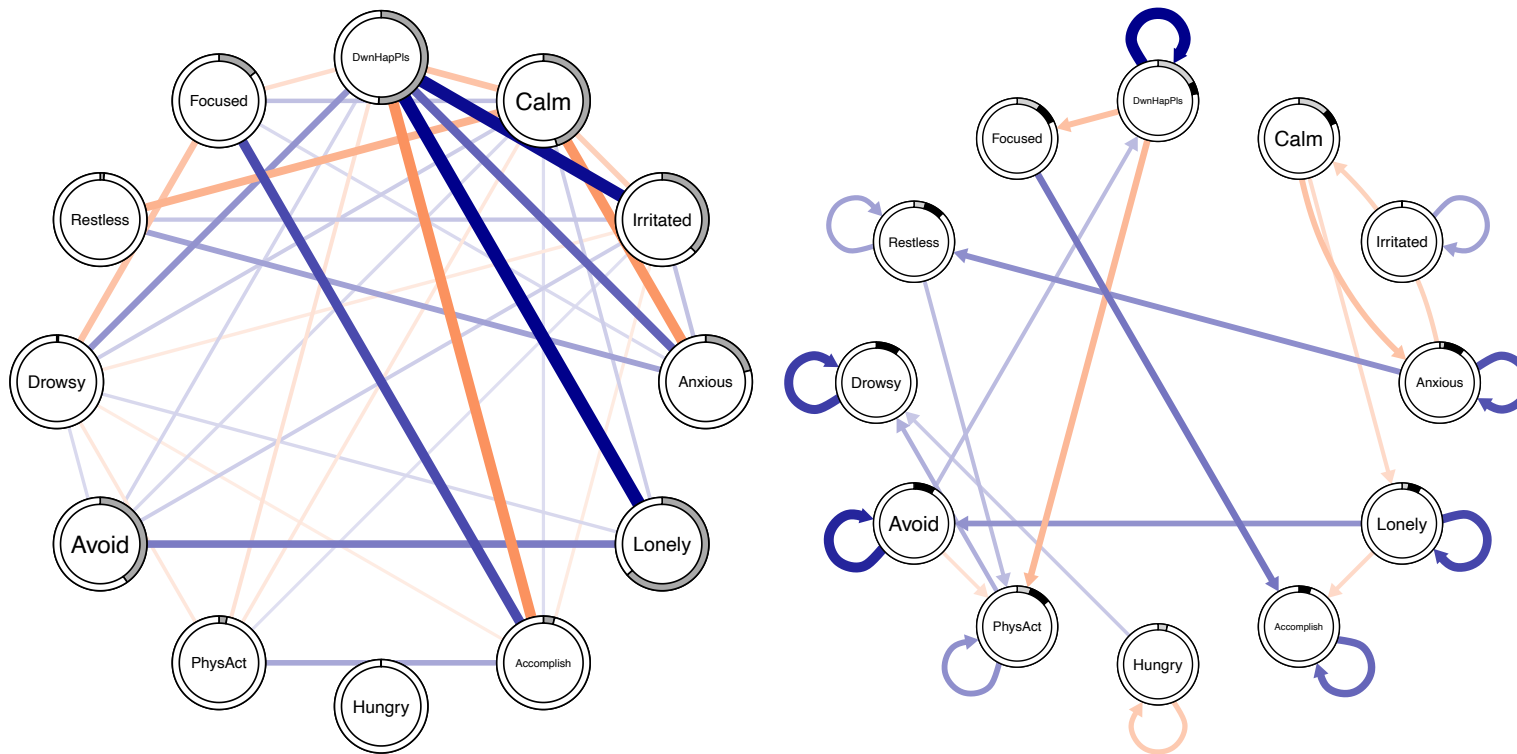 DwnHapPls
Calm
Irritated
Anxious
Lonely
Accomplish
Hungry
PhysAct
Avoid
Drowsy
Restless
Focused
DwnHapPls
Calm
Irritated
Anxious
Lonely
Accomplish
Hungry
PhysAct
Avoid
Drowsy
Restless
Focused